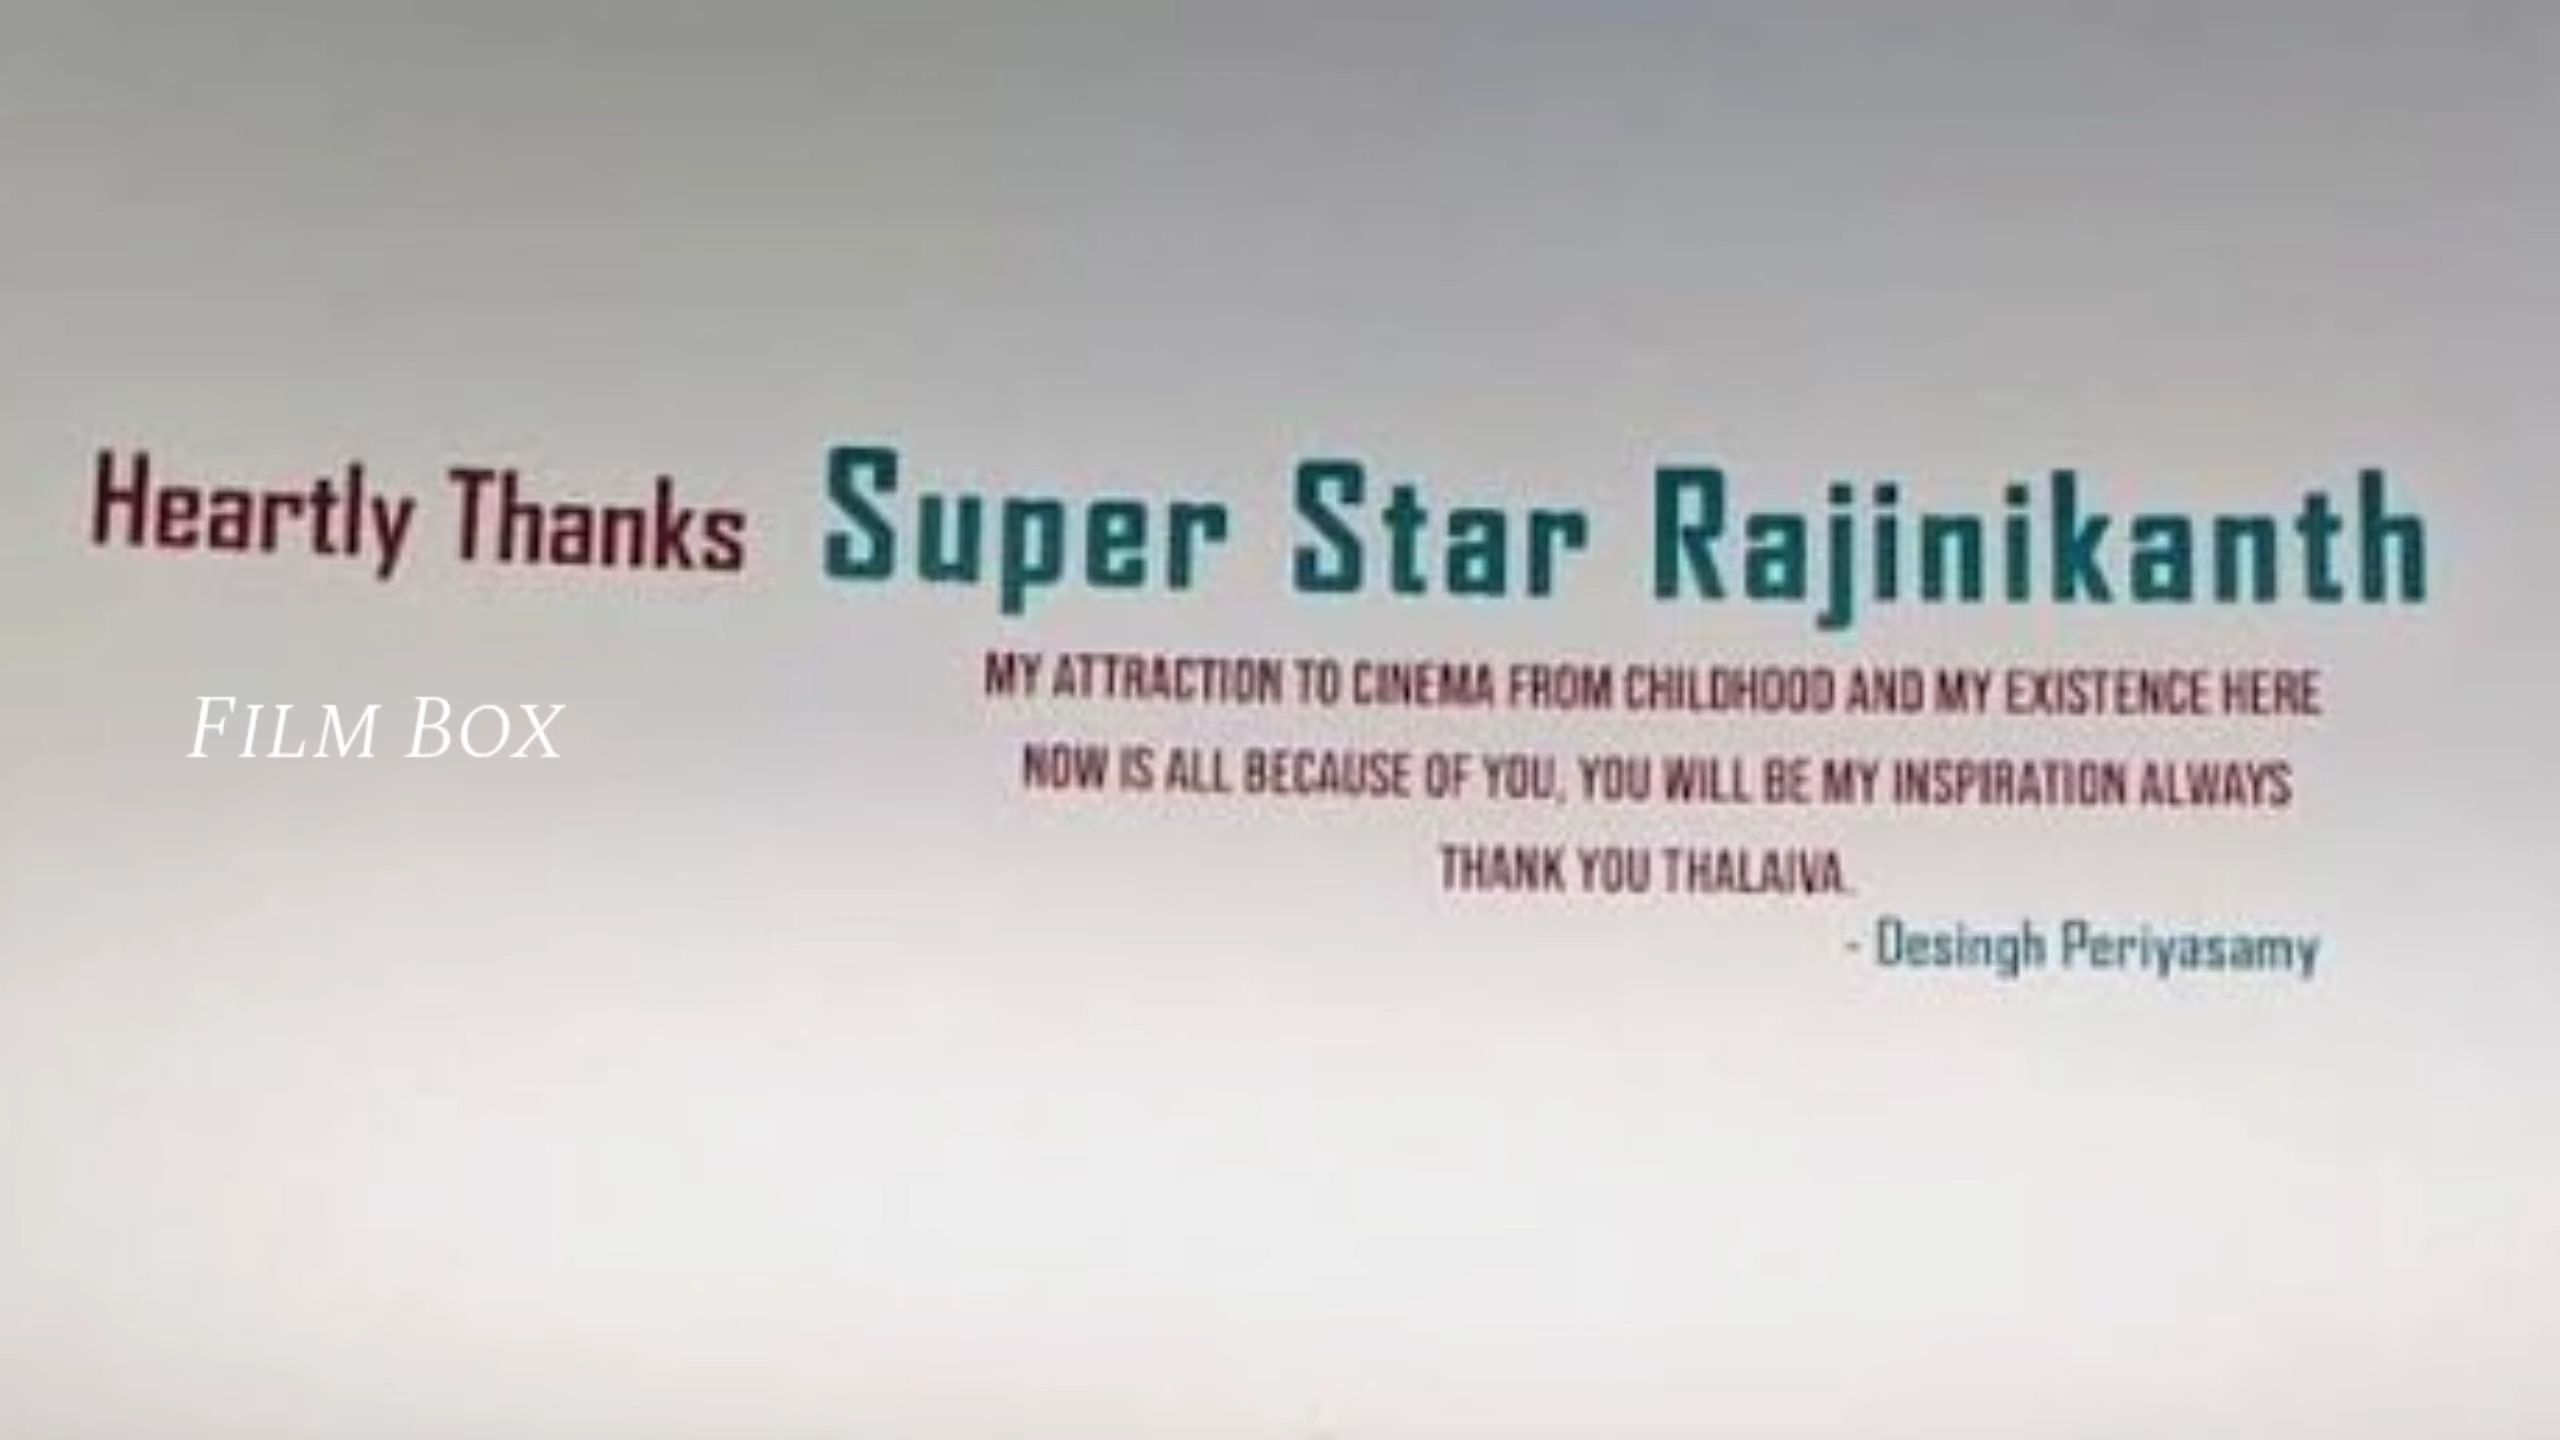 Heartly Thanks Super Star Rajinikanth
MY ATTRACTION TO CINEMA FROM CHILDHOOD AND MY EXISTENCE HERE
NOW IS ALL BECAUSE OF YOU, YOU WILL BE MY INSPIRATION ALWAYS
THANK YOU THALAIVA.
- Desingh Periyasamy
FILM BOX